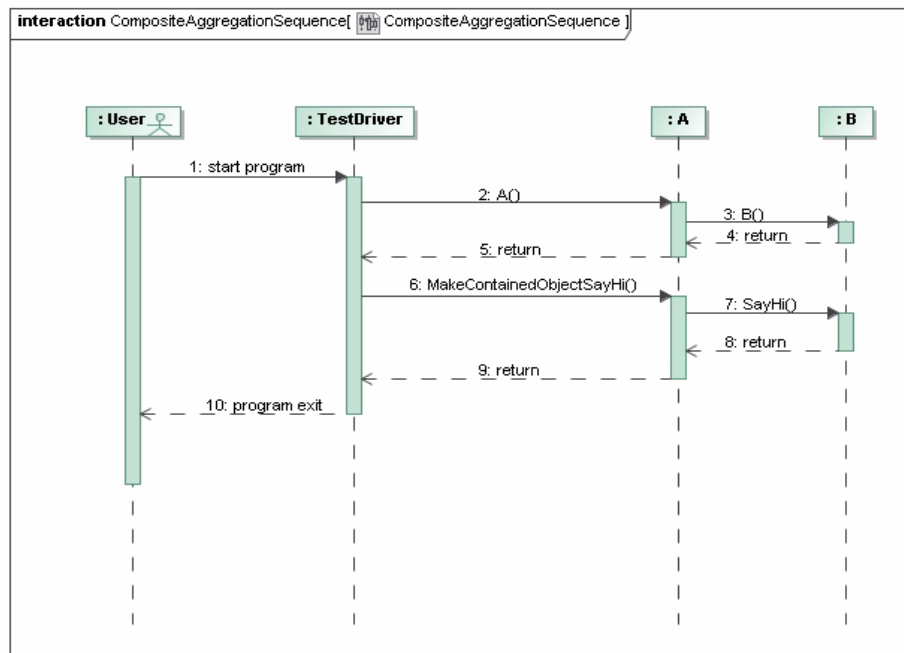 interaction CompositeAggregationSequence[ CompositeAggregationSequence ]
: User
: TestDriver
: A
: B
1: start program
2: A()
3: B()
4: return
5: return
6: MakeContainedObjectSayHi()
7: SayHi()
8: return
9: return
10: program exit